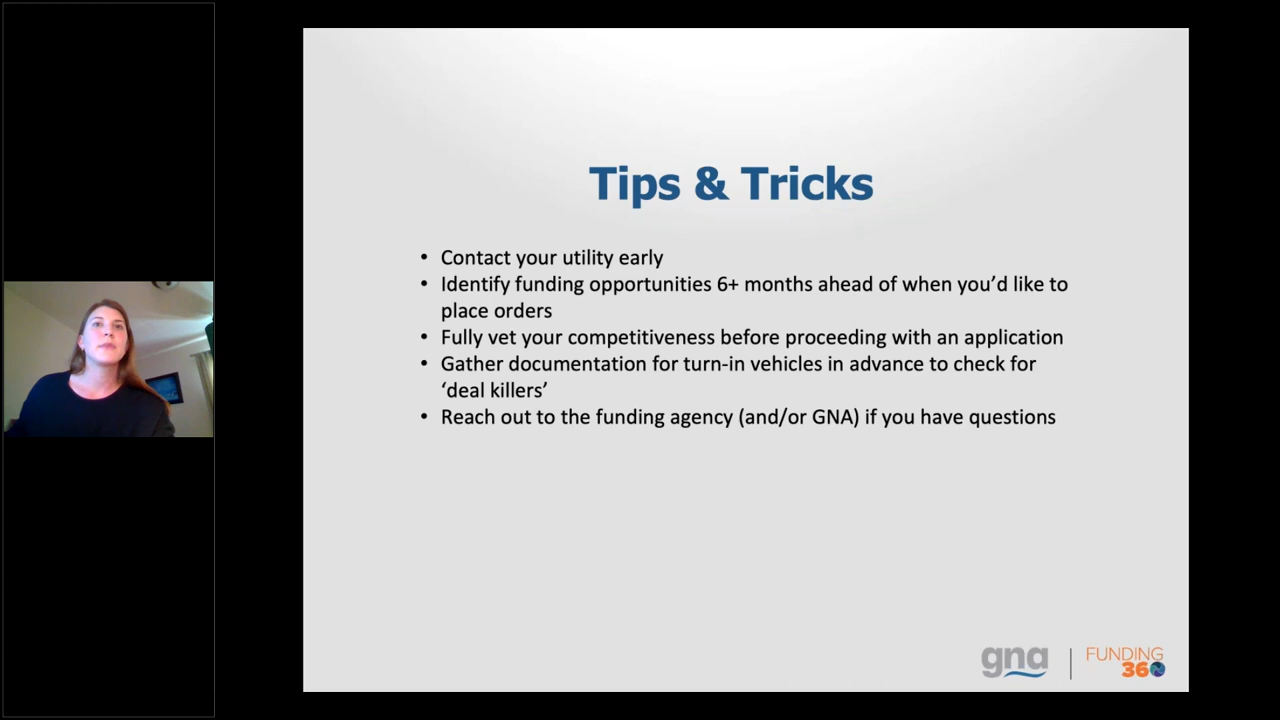 Tips & Tricks
• Contact your utility early
• Identify funding opportunities 6+ months ahead of when you’d like to
place orders
• Fully vet your competitiveness before proceeding with an application
• Gather documentation for turn-in vehicles in advance to check for
‘deal killers’
• Reach out to the funding agency (and/or GNA) if you have questions
gna | FUNDING
360